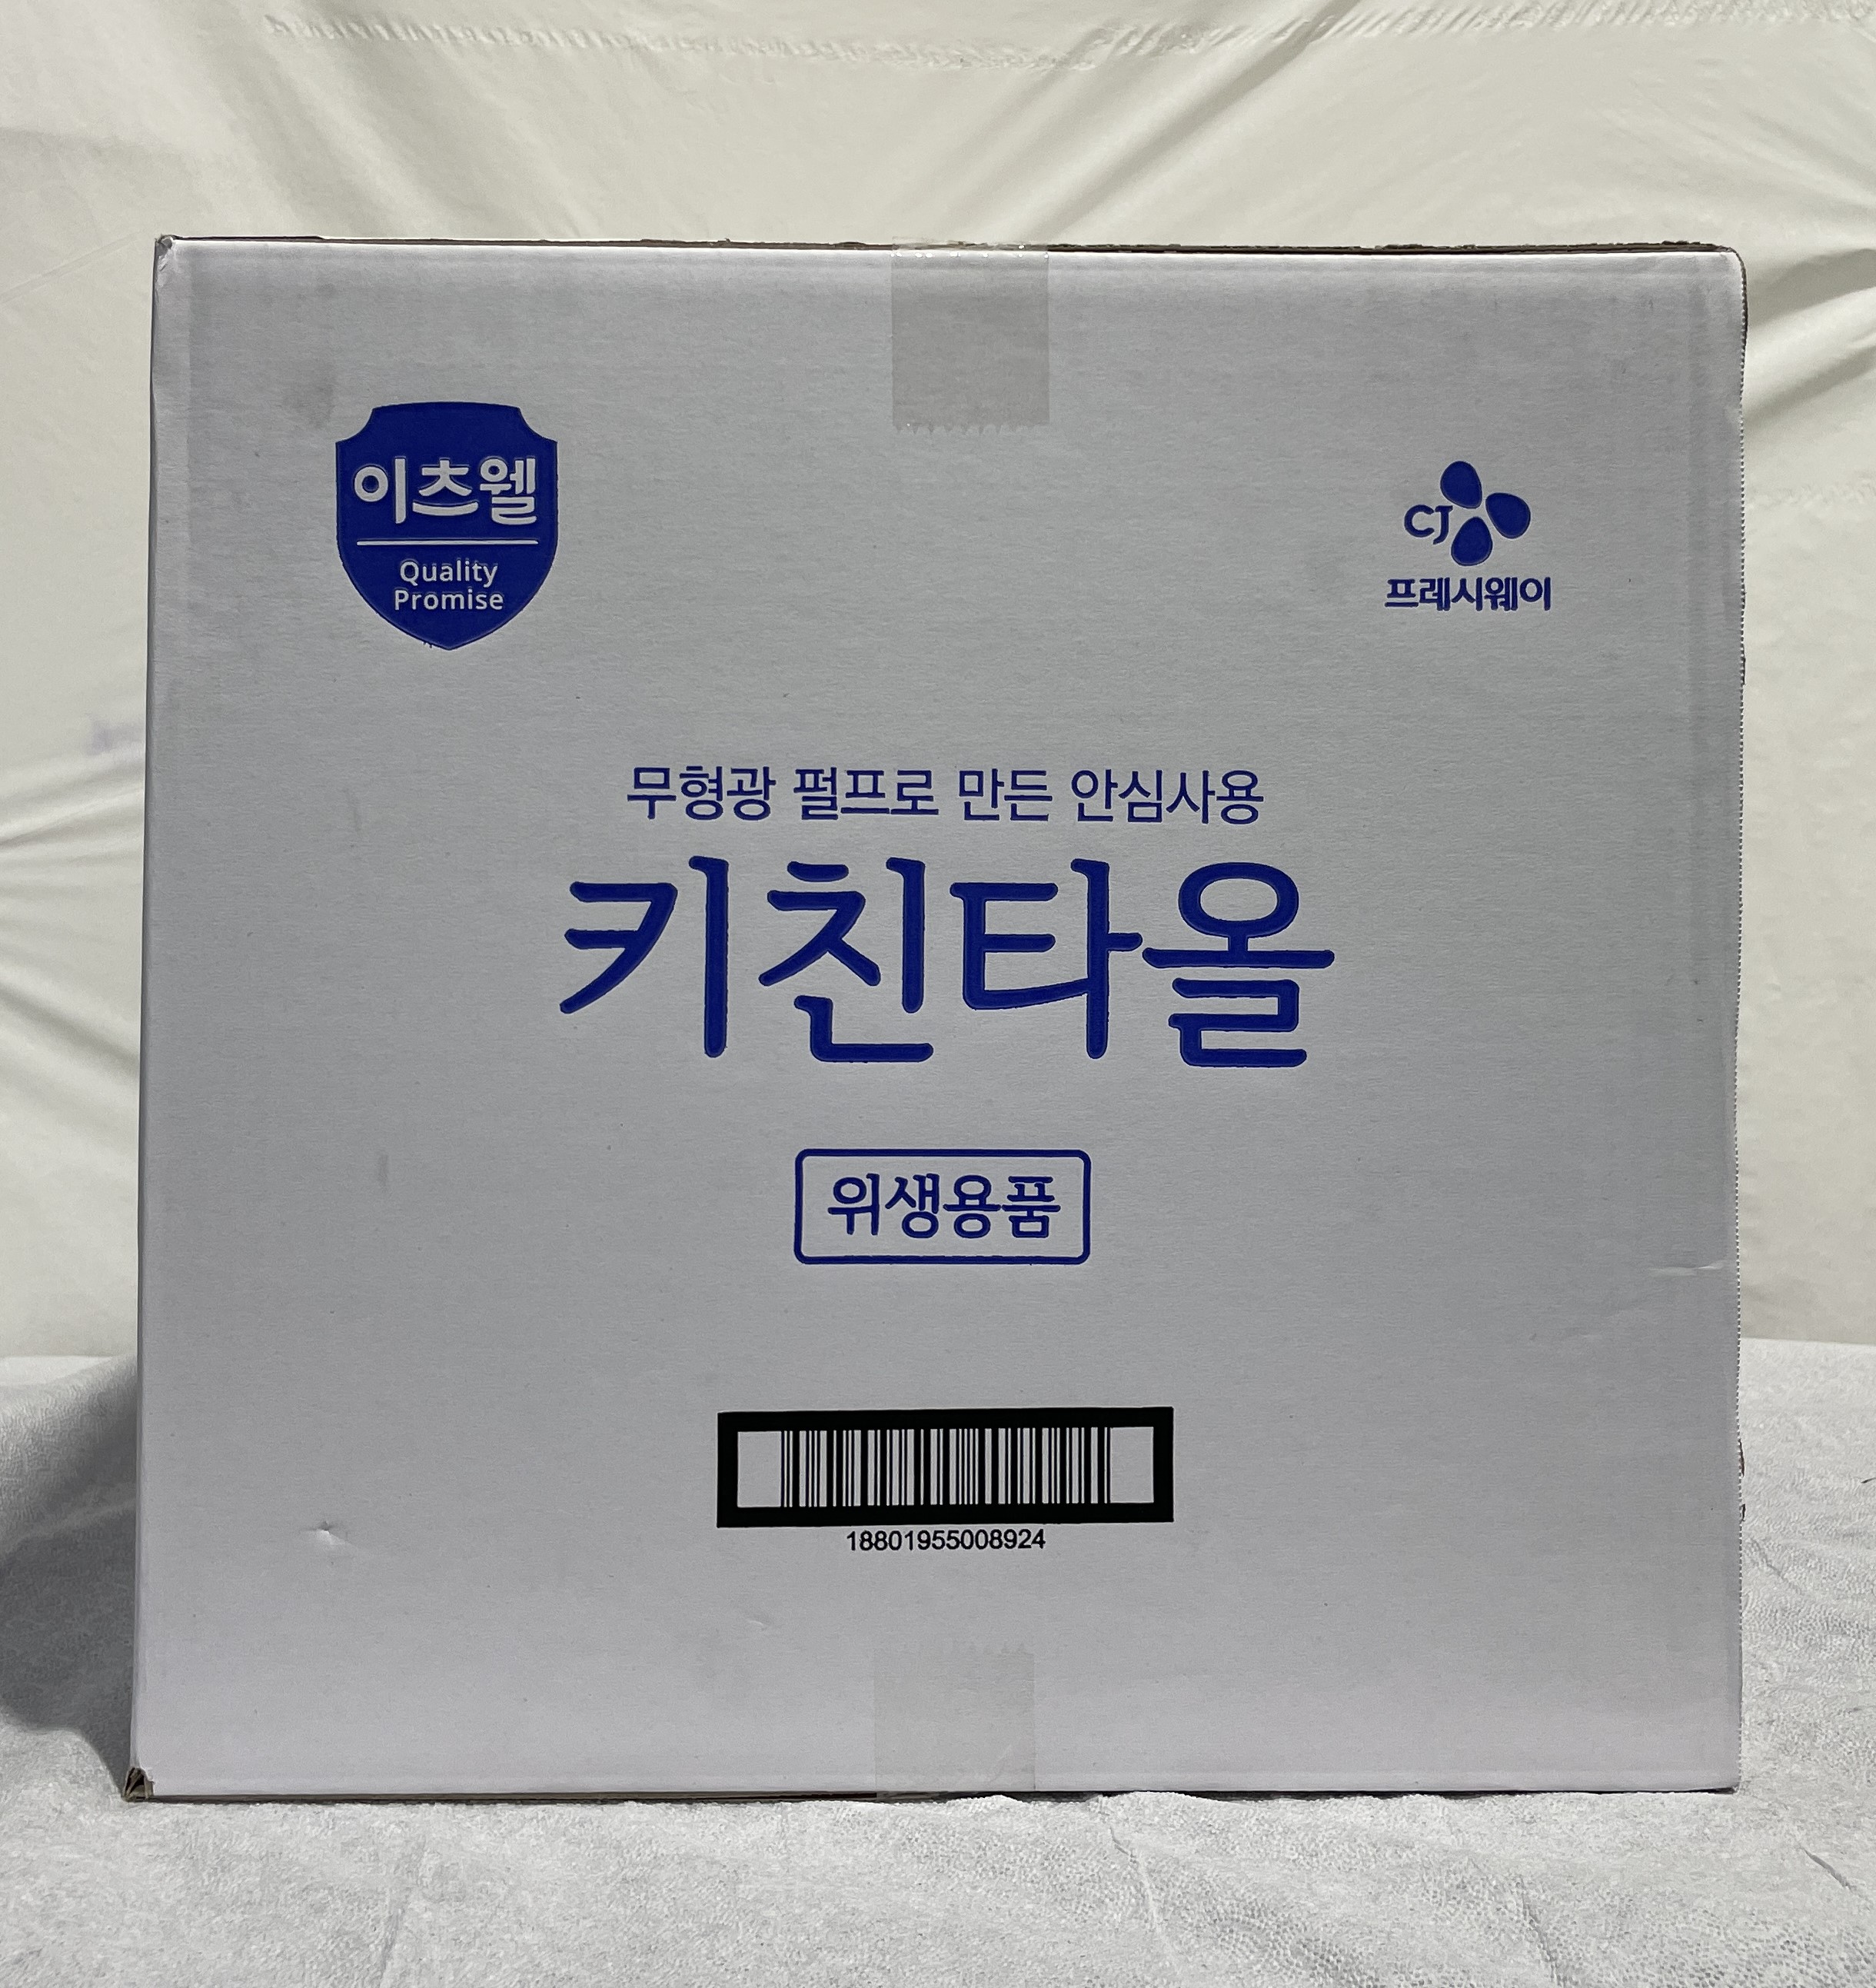 이츠웰
Quality
Promise
CJ
프레시웨이
무형광 펄프로 만든 안심사용
키친타올
위생용품
18801955008924